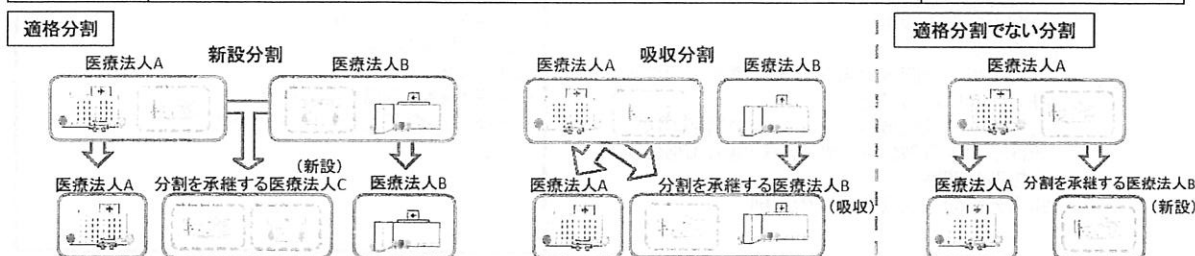 適格分割
新設分割
医療法人A
医療法人B
(新設)
医療法人A
分割を承継する医療法人C
医療法人B
吸収分割
医療法人A
医療法人B
医療法人A
分割を承継する医療法人B
(吸収)
適格分割でない分割
医療法人A
医療法人A
分割を承継する医療法人B
(新設)